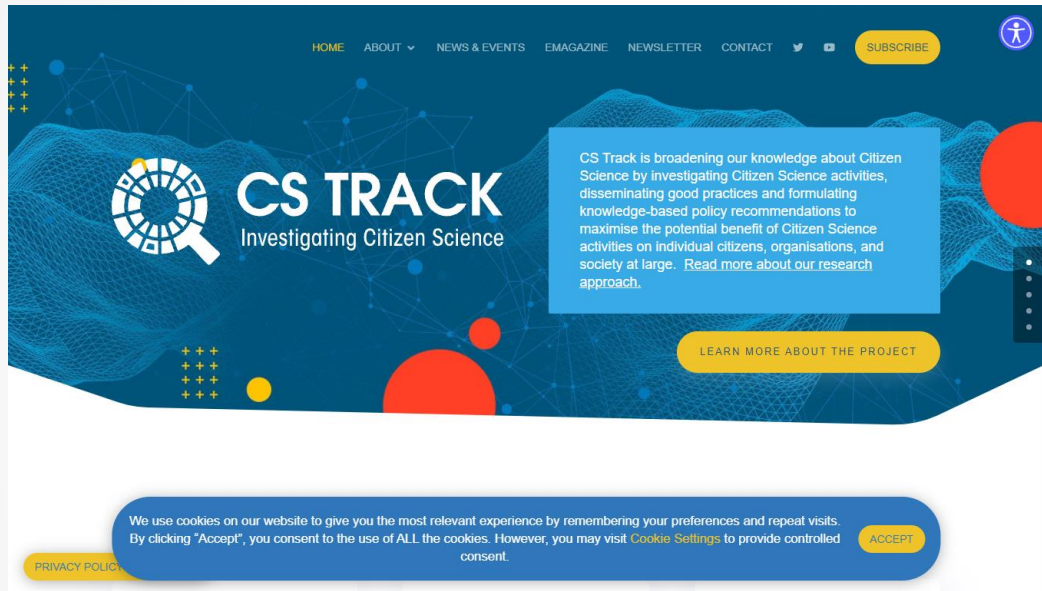 HOME ABOUT NEWS & EVENTS EMAGAZINE NEWSLETTER CONTACT SUBSCRIBE
CS TRACK
Investigating Citizen Science
CS Track is broadening our knowledge about Citizen
Science by investigating Citizen Science activities,
disseminating good practices and formulating
knowledge-based policy recommendations to
maximise the potential benefit of Citizen Science
activities on individual citizens, organisations, and
society at large. Read more about our research
approach.
LEARN MORE ABOUT THE PROJECT
We use cookies on our website to give you the most relevant experience by remembering your preferences and repeat visits.
By clicking “Accept”, you consent to the use of ALL the cookies. However, you may visit Cookie Settings to provide controlled
consent.
ACCEPT
PRIVACY POLICY